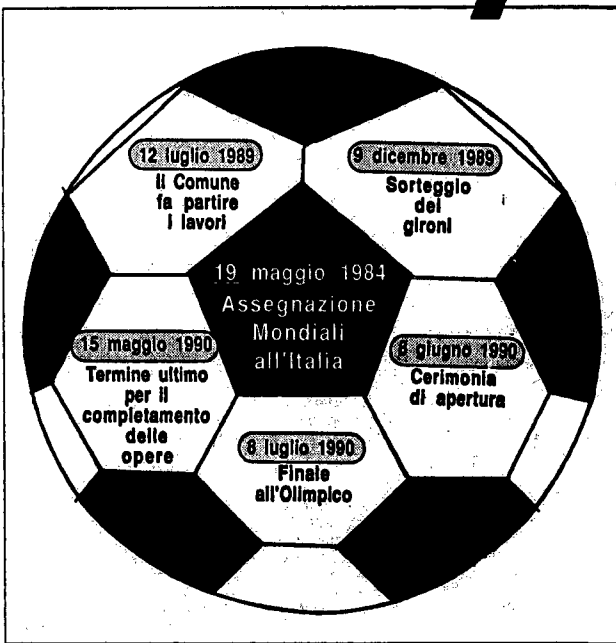 12 luglio 1989
Il Comune
fa partire
i lavori
9 dicembre 1989
Sorteggio
dei
gironi
19 maggio 1984
Assegnazione
Mondiali
all'Italia
15 maggio 1990
Termine ultimo
per il
completamento
delle
opere
8 giugno 1990
Cerimonia
di apertura
8 luglio 1990
Finale
all'Olimpico